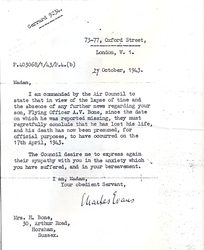 Gerrard 9234.
73-77, Oxford Street,
London, W. 1.
P.403068/1/43/P.4.(b)
27 October, 1943.
Madam,
I am commanded by the Air Council to
state that in view of the lapse of time and
the absence of any further news regarding your
son, Flying Officer A.V. Bone, since the date
on which he was reported missing, they must
regretfully conclude that he has lost his life,
and his death has now been presumed, for
official purposes, to have occurred on the
17th April, 1943.
The Council desire me to express again
their sympathy with you in the anxiety which
you have suffered, and in your bereavement.
I am, Madam,
Your obedient Servant,
Charles Evans
Mrs. H. Bone,
30, Arthur Road,
Horsham,
Sussex.